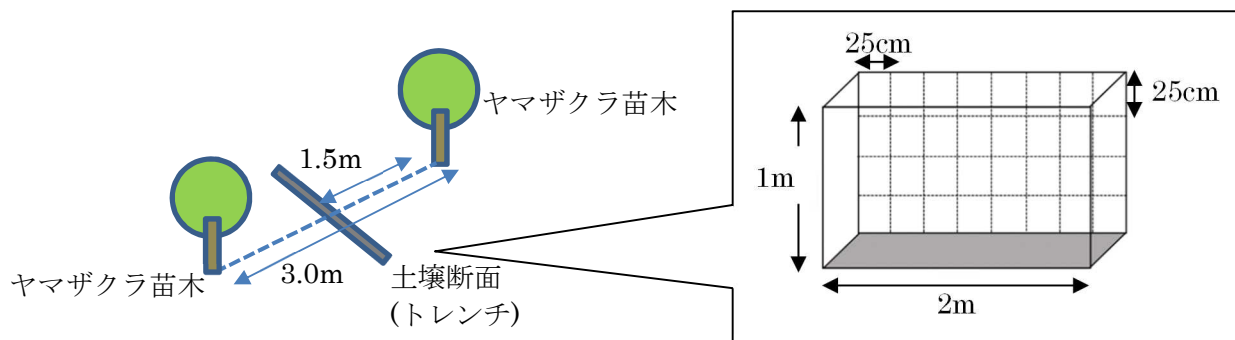 ヤマザクラ苗木
1.5m
3.0m
ヤマザクラ苗木
土壌断面
(トレンチ)
25cm
25cm
1m
2m